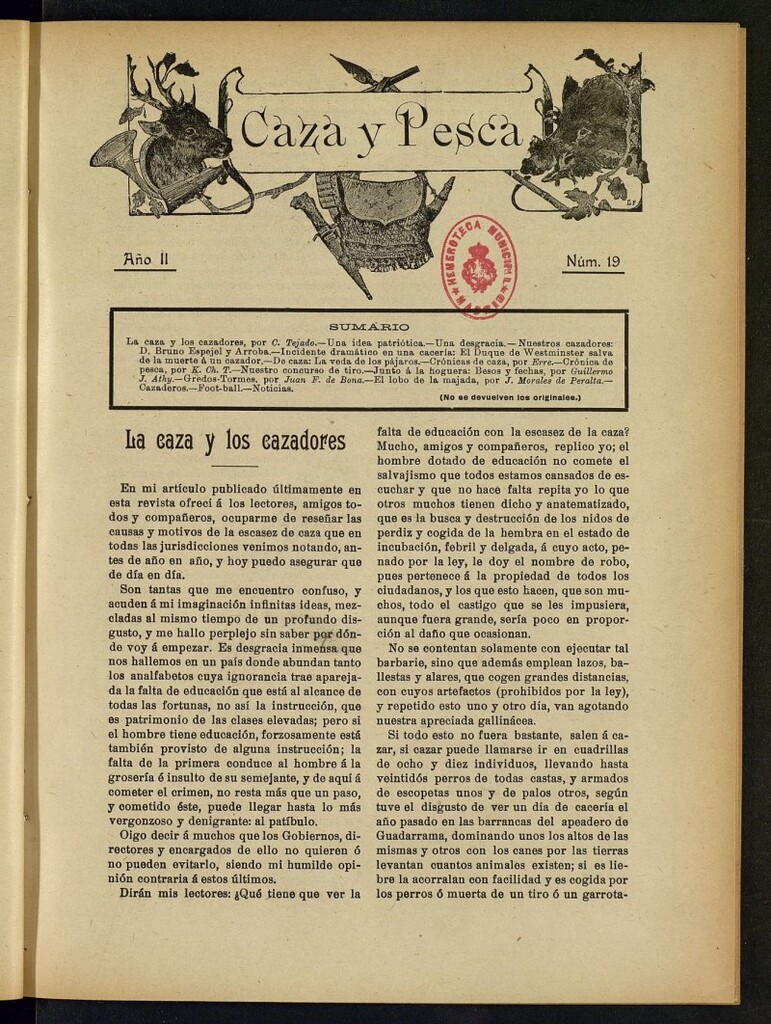 Caza y Pesca
Año II
HEMEROTECA MUNICIPAL
MADRID
Núm. 19
SUMARIO
La caza y los cazadores, por C. Tejado.—Una idea patriótica.—Una desgracia.—Nuestros cazadores:
D. Bruno Espejel y Arroba.—Incidente dramático en una cacería: El Duque de Westminster salva
de la muerte á un cazador.—De caza: La veda de los pájaros.—Crónicas de caza, por Erre.—Crónica de
pesca, por K. Ch. T.—Nuestro concurso de tiro.—Junto á la hoguera: Besos y fechas, por Guillermo
J. Athy.—Gredos-Tormes, por Juan F. de Bona.—El lobo de la majada, por J. Morales de Peralta.—
Cazaderos.—Foot-ball.—Noticias.
(No se devuelven los originales.)
La caza y los cazadores
En mi artículo publicado últimamente en
esta revista ofrecí á los lectores, amigos to-
dos y compañeros, ocuparme de reseñar las
causas y motivos de la escasez de caza que en
todas las jurisdicciones venimos notando, an-
tes de año en año, y hoy puedo asegurar que
de día en día.
Son tantas que me encuentro confuso, y
acuden á mi imaginación infinitas ideas, mez-
cladas al mismo tiempo de un profundo dis-
gusto, y me hallo perplejo sin saber por dón-
de voy á empezar. Es desgracia inmensa que
nos hallemos en un país donde abundan tanto
los analfabetos cuya ignorancia trae apareja-
da la falta de educación que está al alcance de
todas las fortunas, no así la instrucción, que
es patrimonio de las clases elevadas; pero si
el hombre tiene educación, forzosamente está
también provisto de alguna instrucción; la
falta de la primera conduce al hombre á la
grosería é insulto de su semejante, y de aquí á
cometer el crimen, no resta más que un paso,
y cometido éste, puede llegar hasta lo más
vergonzoso y denigrante: al patíbulo.
Oigo decir á muchos que los Gobiernos, di-
rectores y encargados de ello no quieren ó
no pueden evitarlo, siendo mi humilde opi-
nión contraria á estos últimos.
Dirán mis lectores: ¿Qué tiene que ver la
falta de educación con la escasez de la caza?
Mucho, amigos y compañeros, replico yo; el
hombre dotado de educación no comete el
salvajismo que todos estamos cansados de es-
cuchar y que no hace falta repita yo lo que
otros muchos tienen dicho y anatematizado,
que es la busca y destrucción de los nidos de
perdiz y cogida de la hembra en el estado de
incubación, febril y delgada, á cuyo acto, pe-
nado por la ley, le doy el nombre de robo,
pues pertenece á la propiedad de todos los
ciudadanos, y los que esto hacen, que son mu-
chos, todo el castigo que se les impusiera,
aunque fuera grande, sería poco en propor-
ción al daño que ocasionan.
No se contentan solamente con ejecutar tal
barbarie, sino que además emplean lazos, ba-
llestas y alares, que cogen grandes distancias,
con cuyos artefactos (prohibidos por la ley),
y repetido esto uno y otro día, van agotando
nuestra apreciada gallinácea.
Si todo esto no fuera bastante, salen á ca-
zar, si cazar puede llamarse ir en cuadrillas
de ocho y diez individuos, llevando hasta
veintidós perros de todas castas, y armados
de escopetas unos y de palos otros, según
tuve el disgusto de ver un día de cacería el
año pasado en las barrancas del apeadero de
Guadarrama, dominando unos los altos de las
mismas y otros con los canes por las tierras
levantan cuantos animales existen; si es lie-
bre la acorralan con facilidad y es cogida por
los perros ó muerta de un tiro ó un garrota-